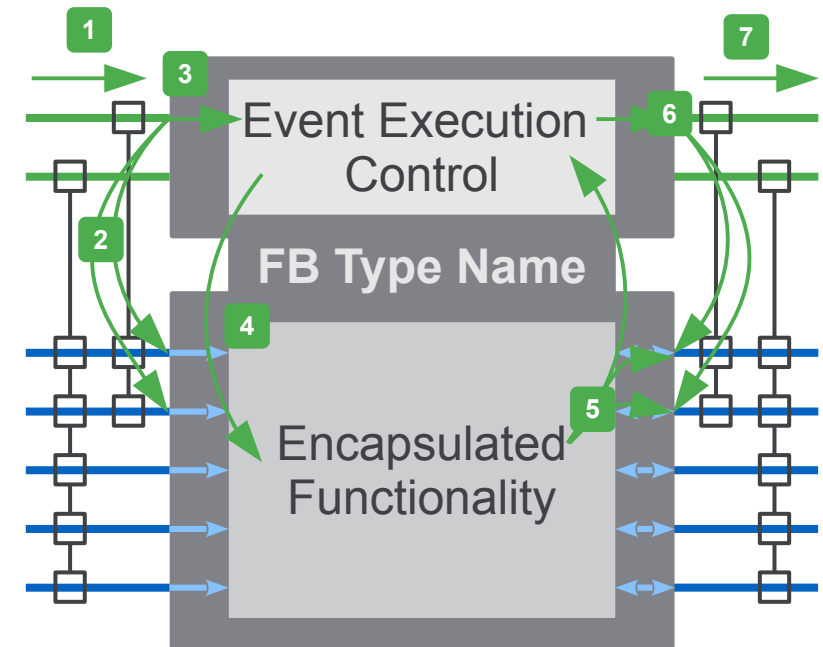 1
7
3
6
Event Execution
Control
2
FB Type Name
4
5
Encapsulated
Functionality